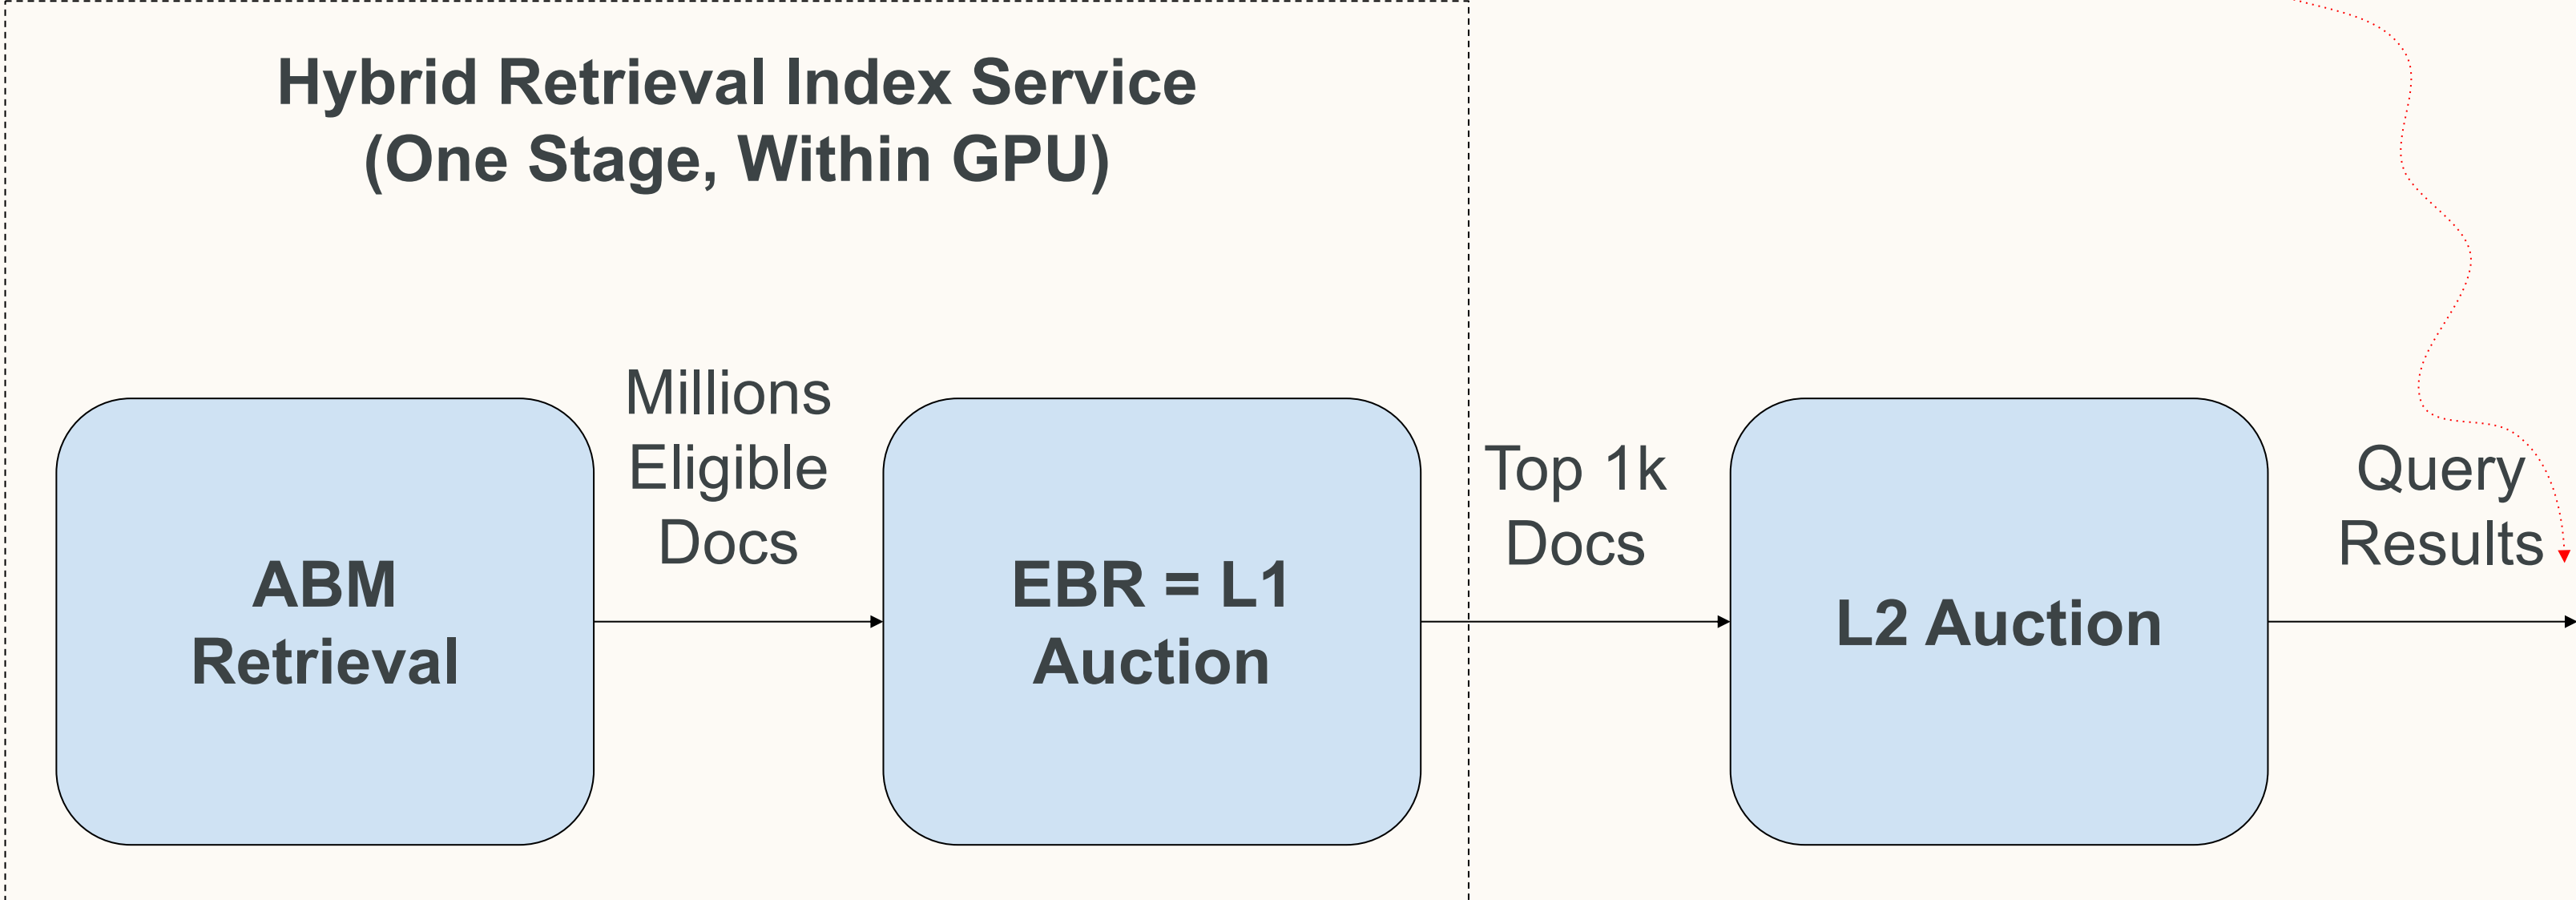 Hybrid Retrieval Index Service
(One Stage, Within GPU)
ABM
Retrieval
Millions
Eligible
Docs
EBR = L1
Auction
Top 1k
Docs
L2 Auction
Query
Results